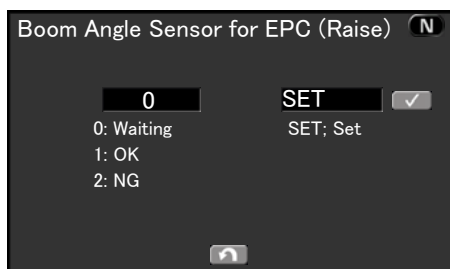 Boom Angle Sensor for EPC (Raise) N
0 SET
0: Waiting SET; Set
1: OK
2: NG